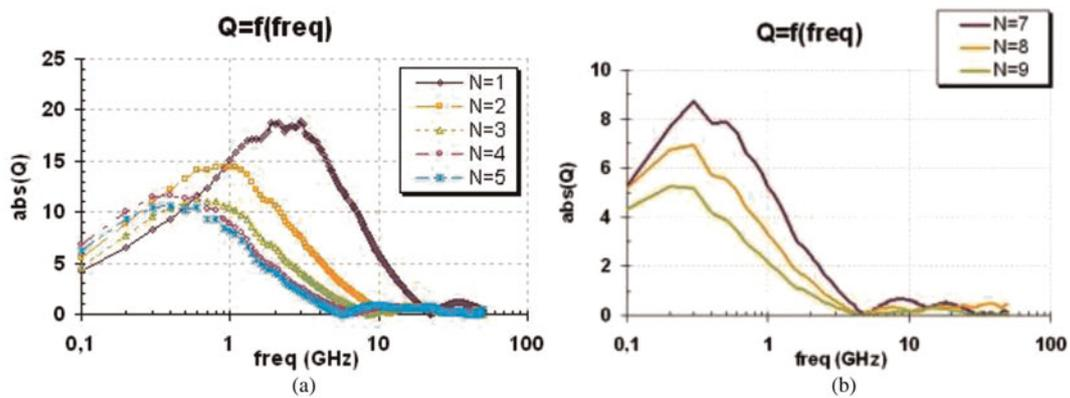 Q=f(freq)
25
20
15
10
5
0
abs(Q)
0,1
1
10
100
freq (GHz)
N=1
N=2
N=3
N=4
N=5
(a)
Q=f(freq)
10
8
6
4
2
0
abs(Q)
0,1
1
10
100
freq (GHz)
N=7
N=8
N=9
(b)